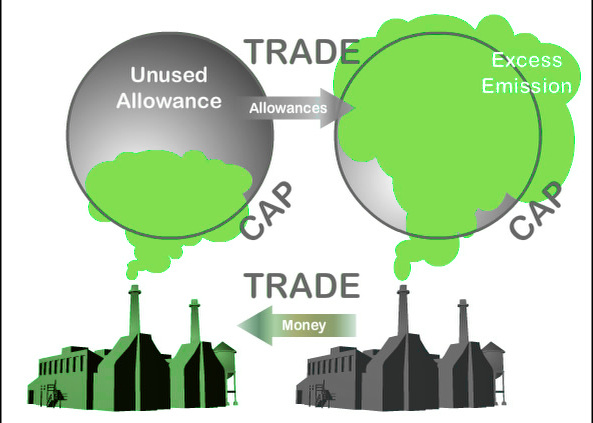 TRADE
Unused
Allowance
Allowances
Excess
Emission
CAP
CAP
TRADE
Money